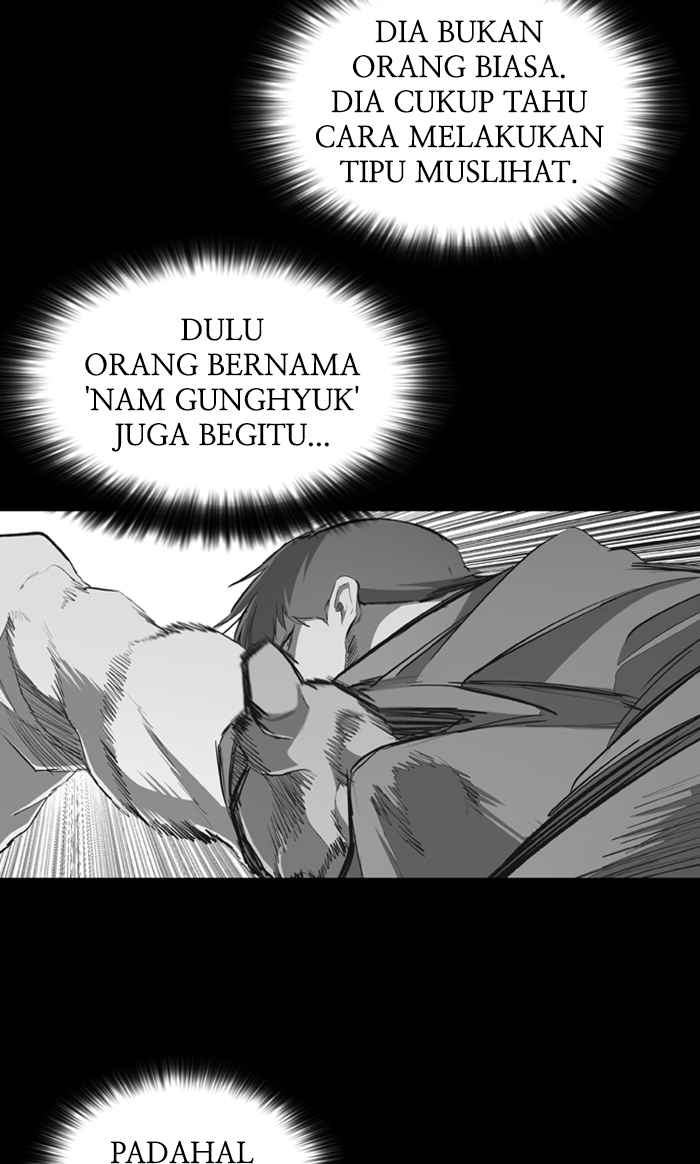 DIA BUKAN
ORANG BIASA.
DIA CUKUP TAHU
CARA MELAKUKAN
TIPU MUSLIHAT.
DULU
ORANG BERNAMA
'NAM GUNGHYUK'
JUGA BEGITU...
PADAHAL